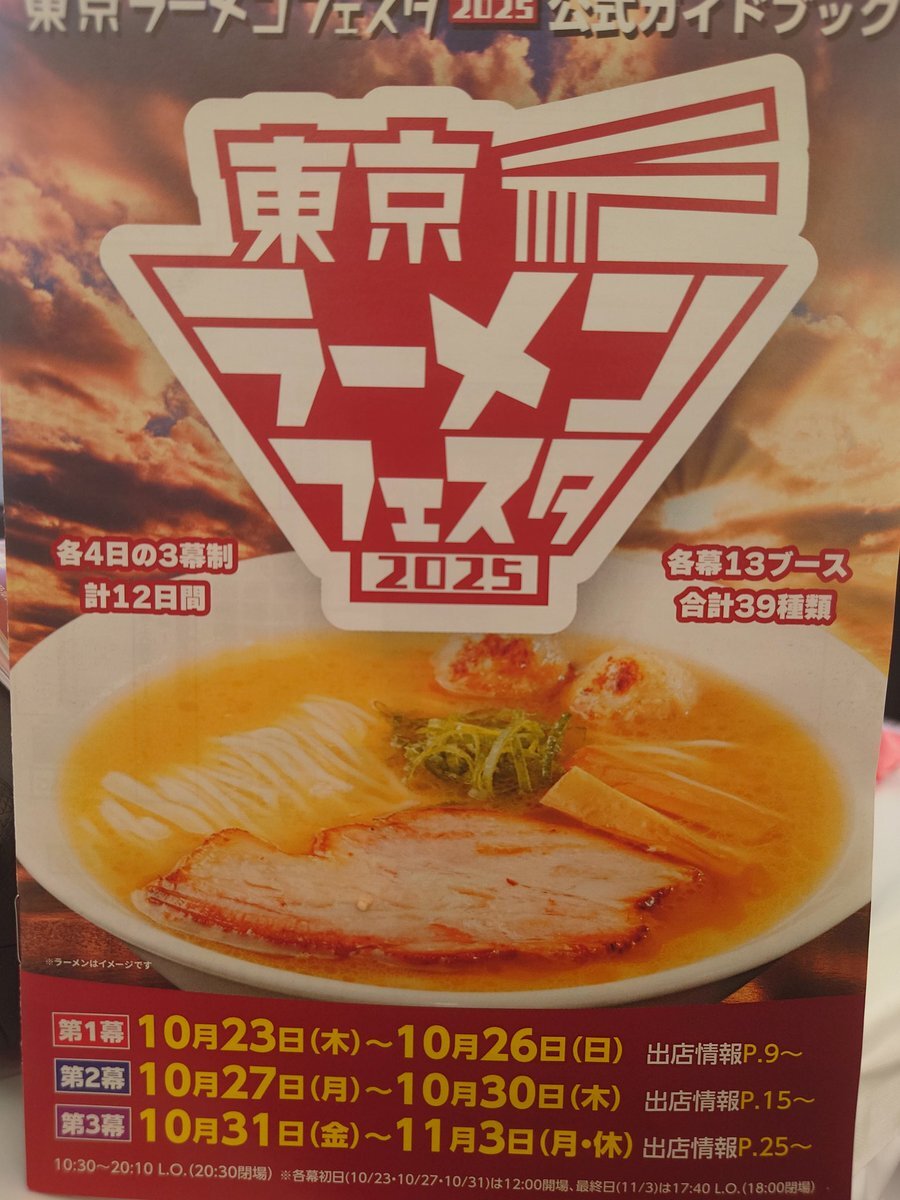 東京ラーメンフェスタ2025公式ガイドブック
東京
ラーメン
フェスタ
2025
各4日の3幕制
計12日間
各幕13ブース
合計39種類
※ラーメンはイメージです
第1幕 10月23日(木)～10月26日(日) 出店情報P.9～
第2幕 10月27日(月)～10月30日(木) 出店情報P.15～
第3幕 10月31日(金)～11月3日(月・休) 出店情報P.25～
10:30～20:10 L.O.(20:30閉場) ※各幕初日(10/23・10/27・10/31)は12:00開場、最終日(11/3)は17:40 L.O.(18:00閉場)